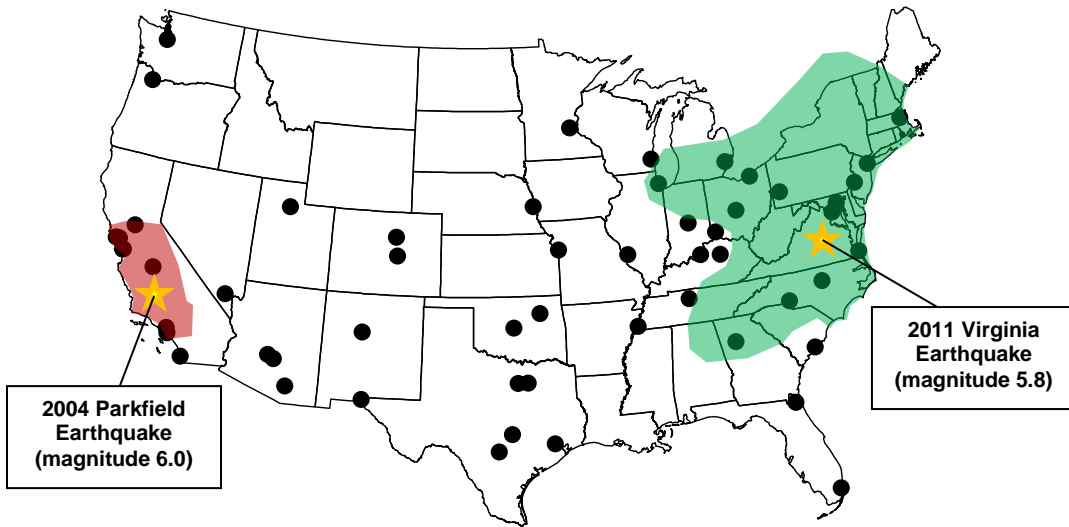 2004 Parkfield
Earthquake
(magnitude 6.0)
2011 Virginia
Earthquake
(magnitude 5.8)